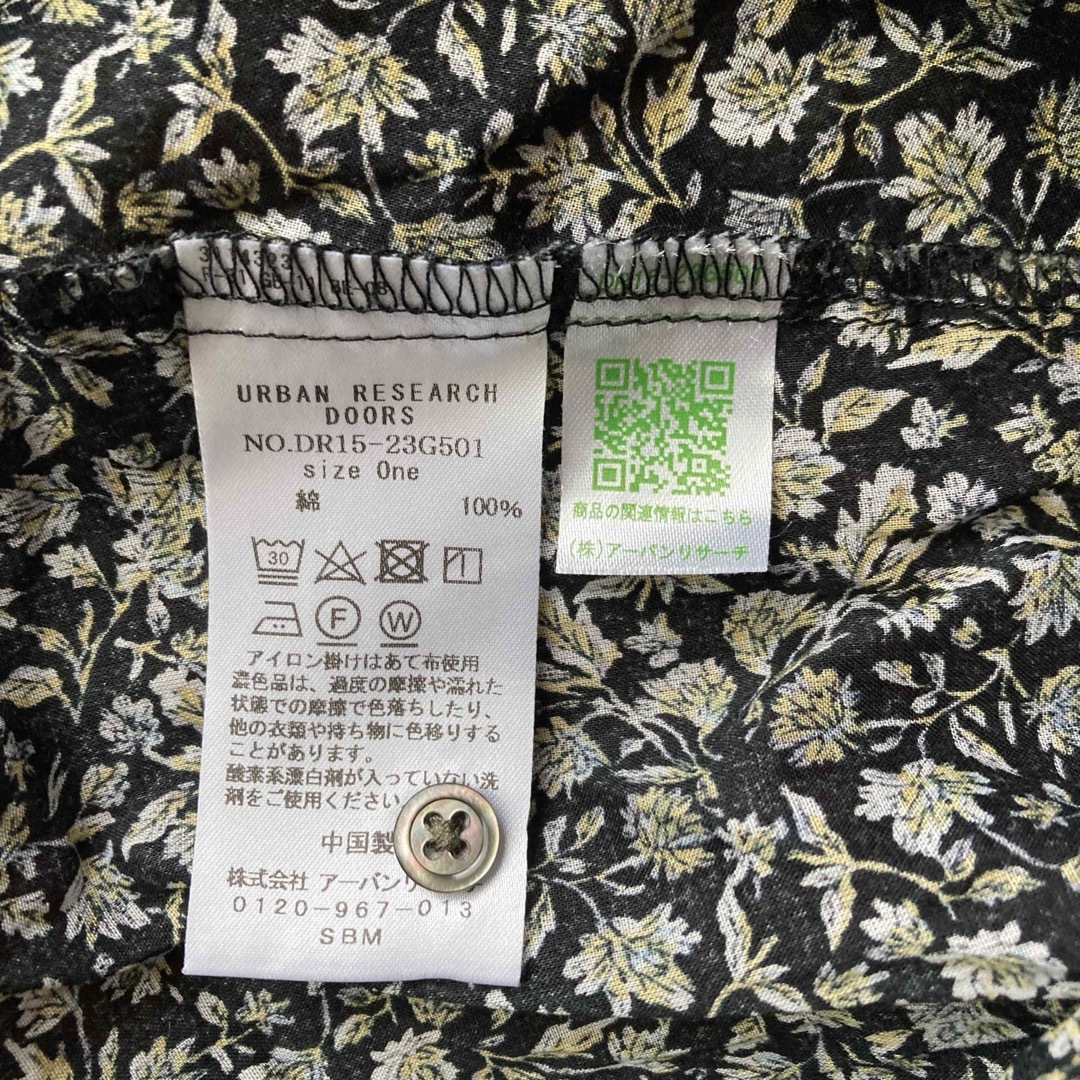 URBAN RESEARCH
DOORS
NO.DR15-23G501
size One
綿 100%
30
F W
アイロン掛けはあて布使用
濃色品は、過度の摩擦や濡れた
状態での摩擦で色落ちしたり、
他の衣類や持ち物に色移りする
ことがあります。
酸素系漂白剤が入っていない洗
剤をご使用ください
中国製
株式会社 アーバンリサーチ
0120-967-013
SBM
商品の関連情報はこちら
(株)アーバンリサーチ